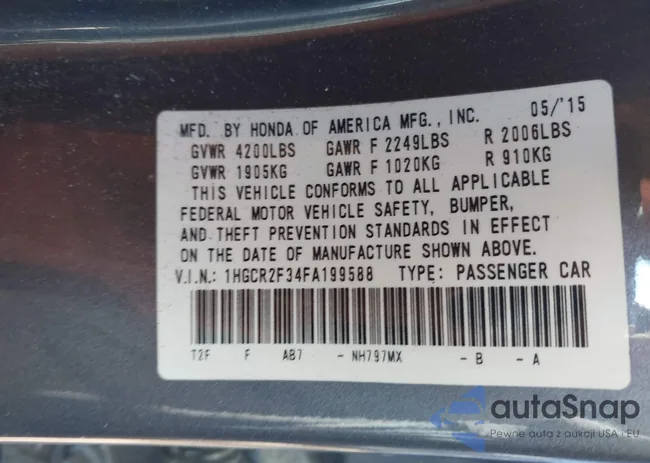 MFD. BY HONDA OF AMERICA MFG., INC. 05/'15
GVWR 4200LBS GAWR F 2249LBS R 2006LBS
GVWR 1905KG GAWR F 1020KG R 910KG
THIS VEHICLE CONFORMS TO ALL APPLICABLE
FEDERAL MOTOR VEHICLE SAFETY, BUMPER,
AND THEFT PREVENTION STANDARDS IN EFFECT
ON THE DATE OF MANUFACTURE SHOWN ABOVE.
V.I.N.: 1HGCR2F34FA199588 TYPE: PASSENGER CAR
T2F F AB7 - NH797MX - B - A
autoSnap
Pewne auta z aukcji USA i EU